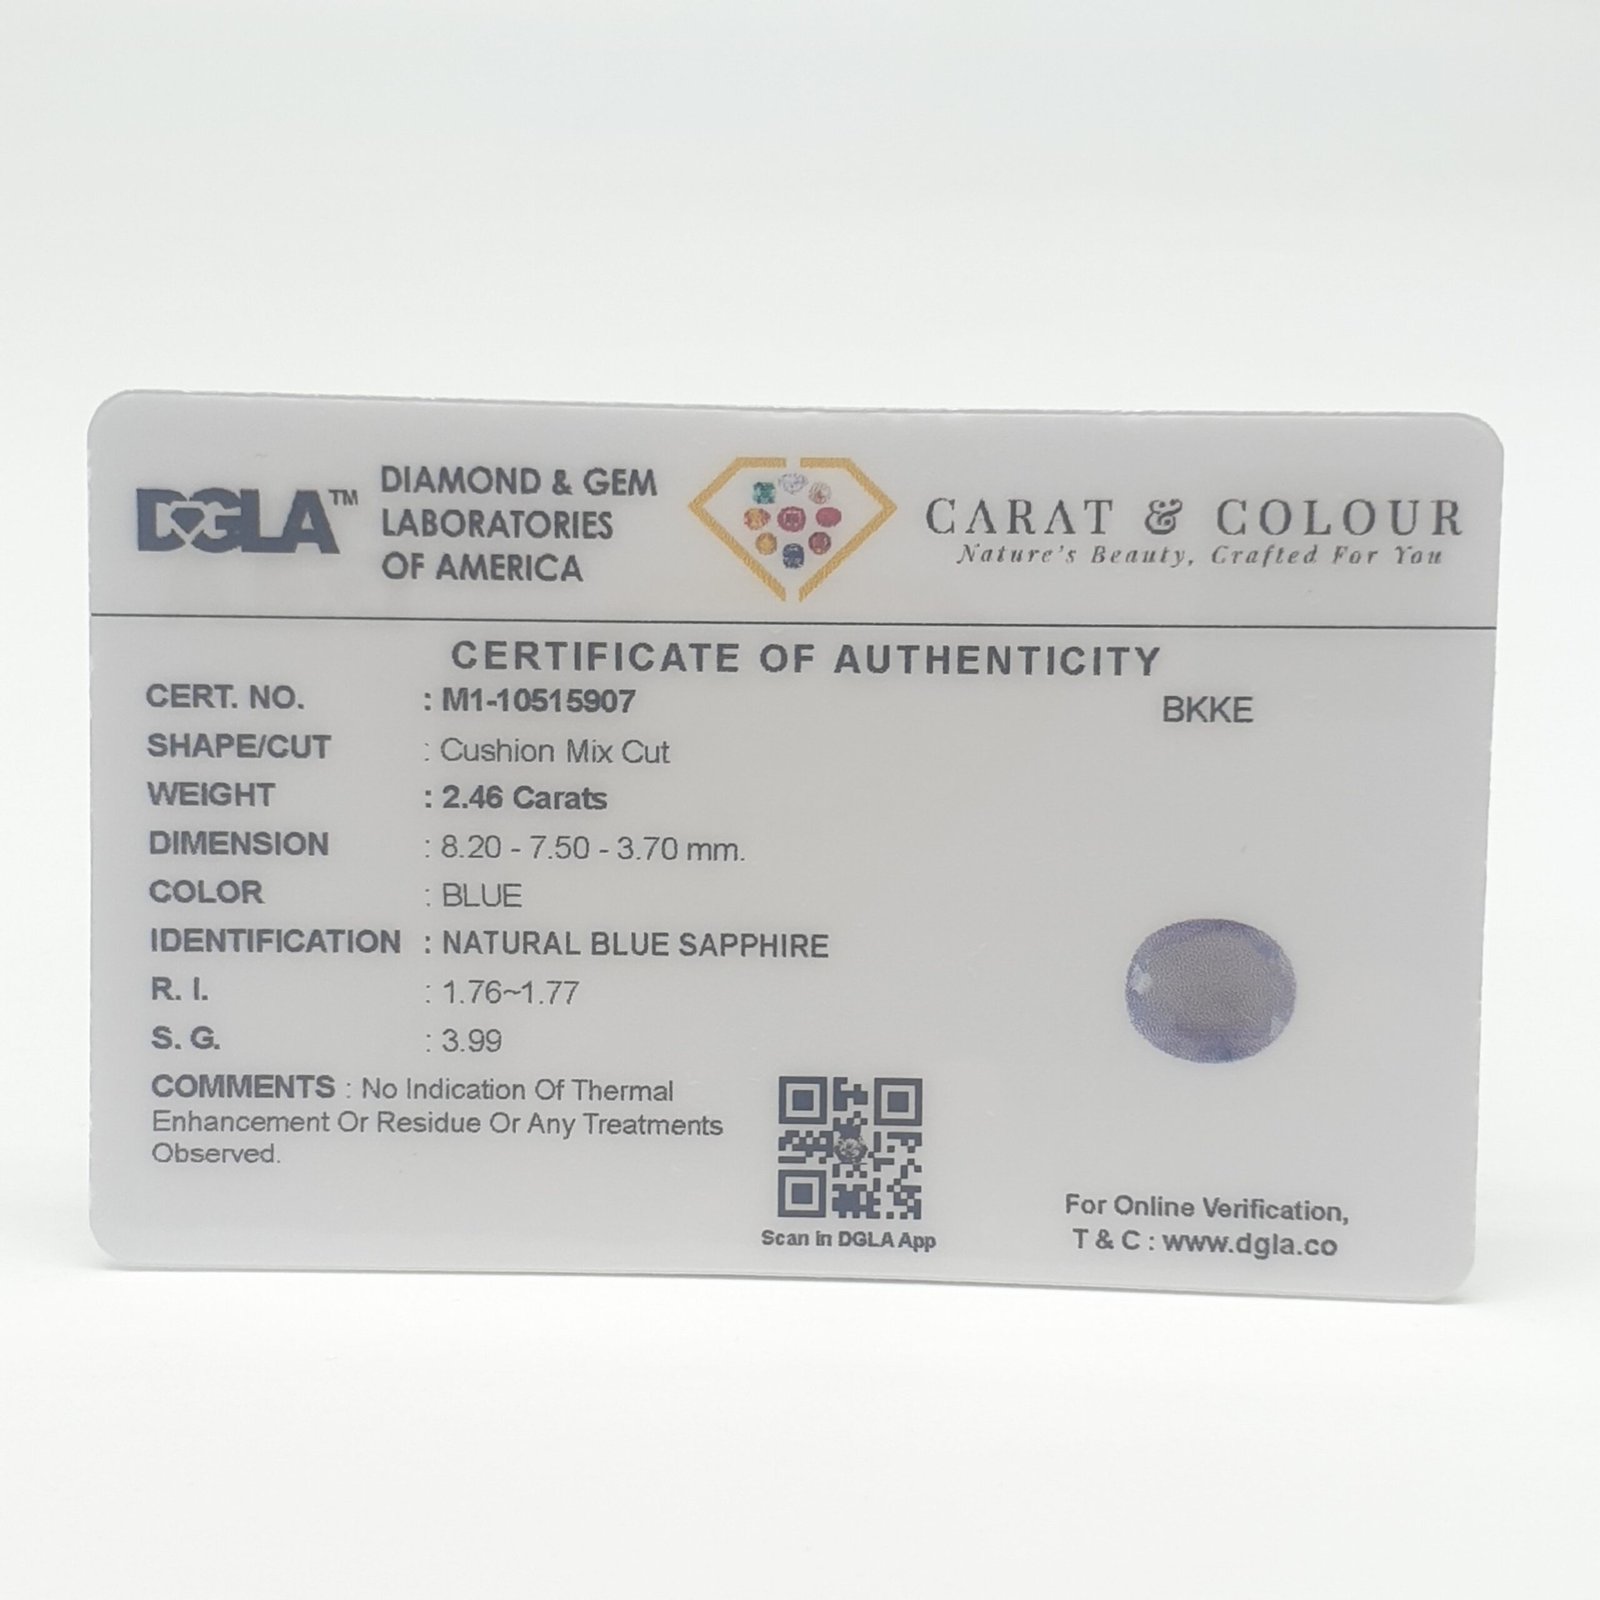 DGLA™
DIAMOND & GEM
LABORATORIES
OF AMERICA
CARAT & COLOUR
Nature's Beauty, Crafted For You
CERTIFICATE OF AUTHENTICITY
CERT. NO. : M1-10515907
BKKE
SHAPE/CUT : Cushion Mix Cut
WEIGHT : 2.46 Carats
DIMENSION : 8.20 - 7.50 - 3.70 mm.
COLOR : BLUE
IDENTIFICATION : NATURAL BLUE SAPPHIRE
R. I. : 1.76~1.77
S. G. : 3.99
COMMENTS : No Indication Of Thermal
Enhancement Or Residue Or Any Treatments
Observed.
Scan in DGLA App
For Online Verification,
T & C : www.dgla.co